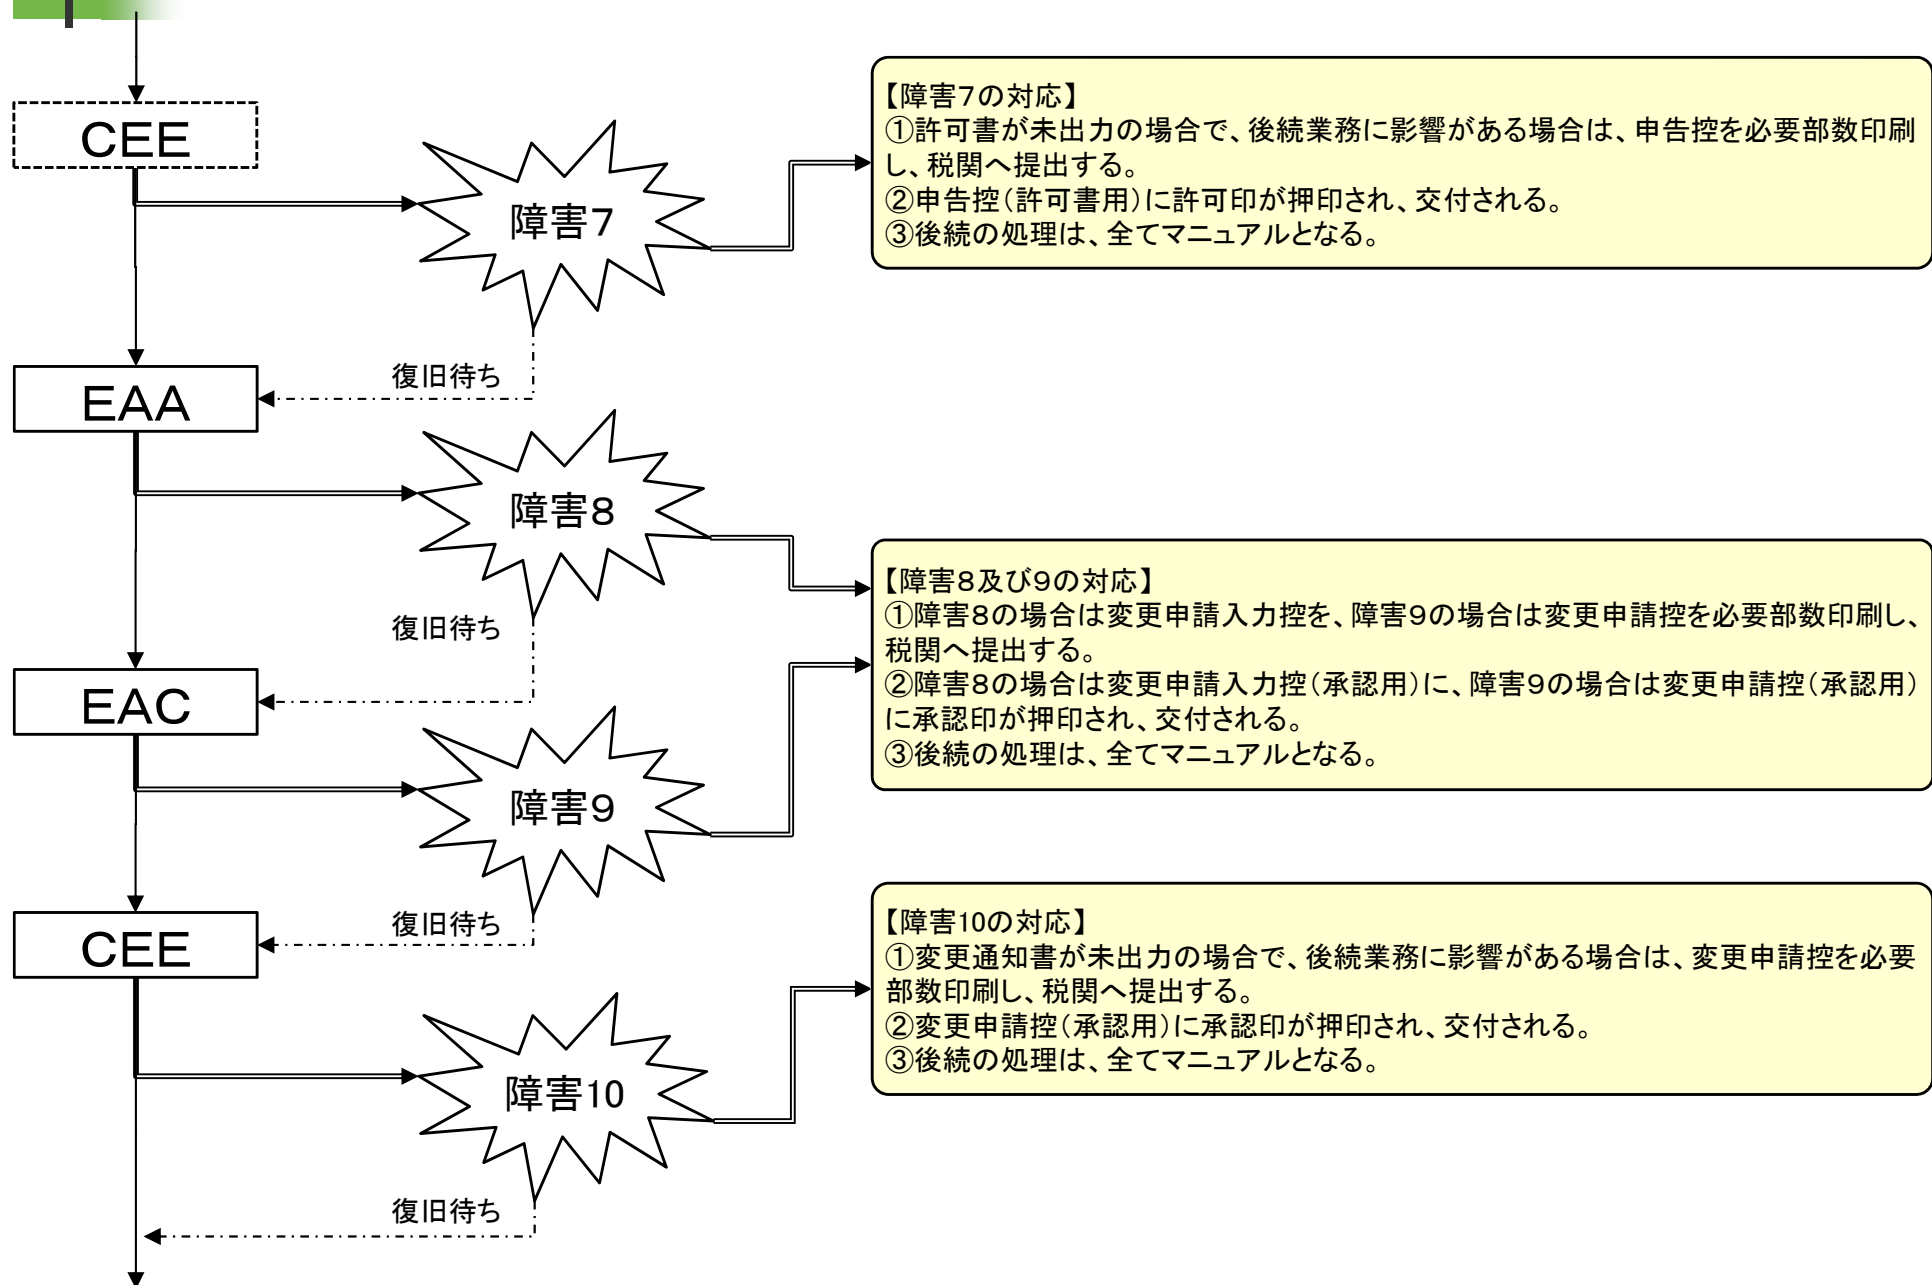 CEE
障害7
【障害7の対応】
①許可書が未出力の場合で、後続業務に影響がある場合は、申告控を必要部数印刷
し、税関へ提出する。
②申告控(許可書用)に許可印が押印され、交付される。
③後続の処理は、全てマニュアルとなる。
復旧待ち
EAA
障害8
【障害8及び9の対応】
①障害8の場合は変更申請入力控を、障害9の場合は変更申請控を必要部数印刷し、
税関へ提出する。
②障害8の場合は変更申請入力控(承認用)に、障害9の場合は変更申請控(承認用)
に承認印が押印され、交付される。
③後続の処理は、全てマニュアルとなる。
復旧待ち
EAC
障害9
復旧待ち
CEE
【障害10の対応】
①変更通知書が未出力の場合で、後続業務に影響がある場合は、変更申請控を必要
部数印刷し、税関へ提出する。
②変更申請控(承認用)に承認印が押印され、交付される。
③後続の処理は、全てマニュアルとなる。
障害10
復旧待ち